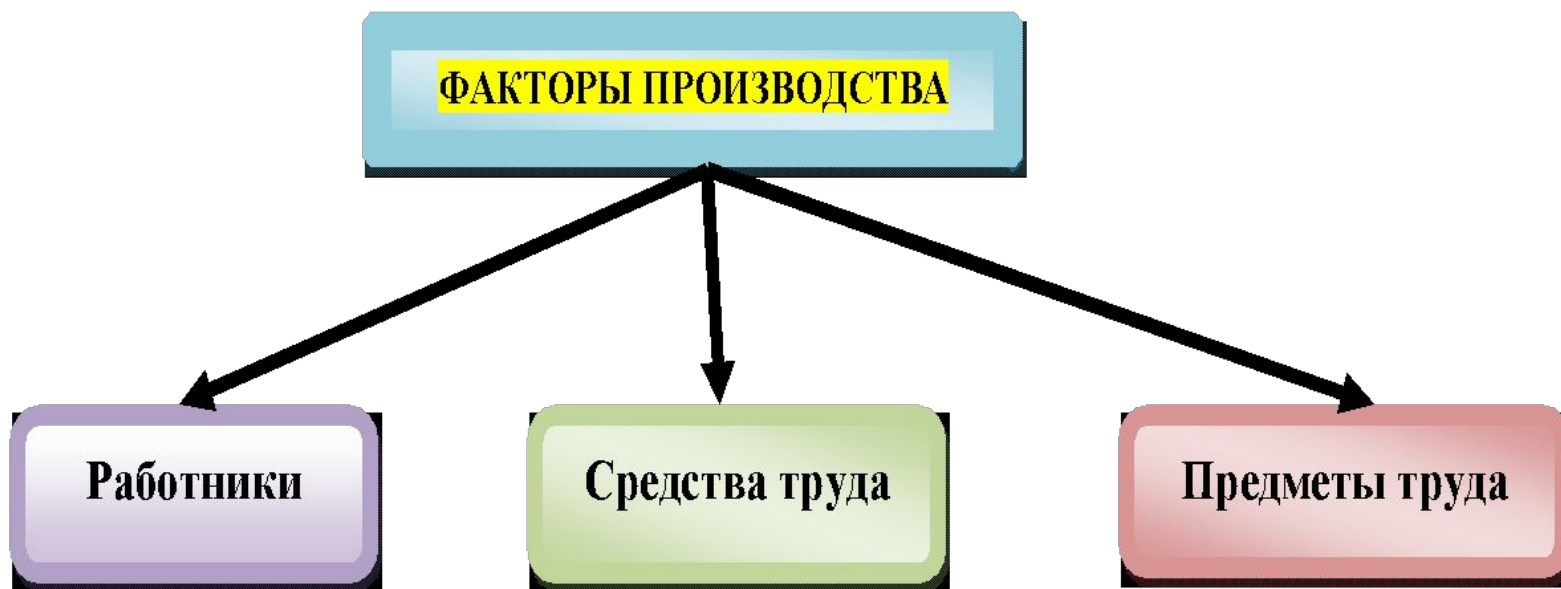 ФАКТОРЫ ПРОИЗВОДСТВА
Работники
Средства труда
Предметы труда